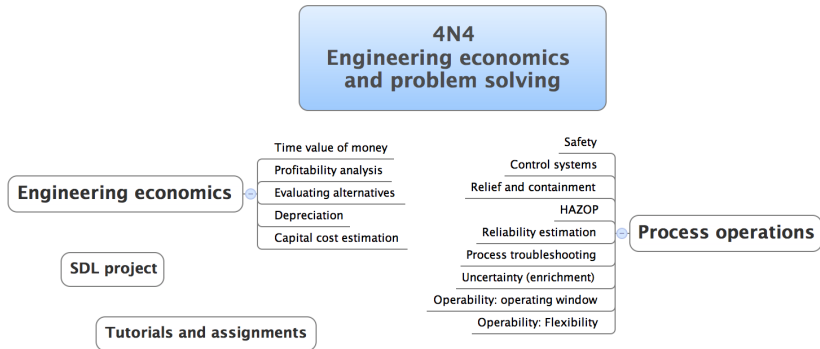 4N4
Engineering economics
and problem solving
Engineering economics
Time value of money
Profitability analysis
Evaluating alternatives
Depreciation
Capital cost estimation
Safety
Control systems
Relief and containment
HAZOP
Reliability estimation
Process troubleshooting
Uncertainty (enrichment)
Operability: operating window
Operability: Flexibility
Process operations
SDL project
Tutorials and assignments